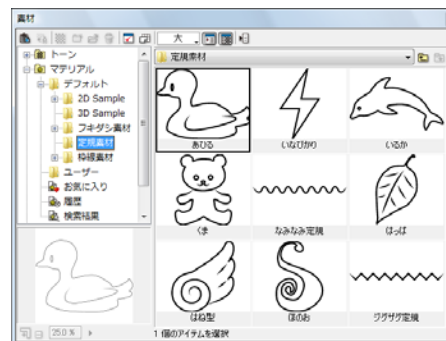 素材
大
トーン
マテリアル
デフォルト
2D Sample
3D Sample
フキダシ素材
定規素材
枠線素材
ユーザー
お気に入り
履歴
検索結果
25.0 %
定規素材
あひる
いなびかり
いるか
くま
なみなみ定規
はっぱ
はね型
ほのお
ジグザグ定規
1 個のアイテムを選択